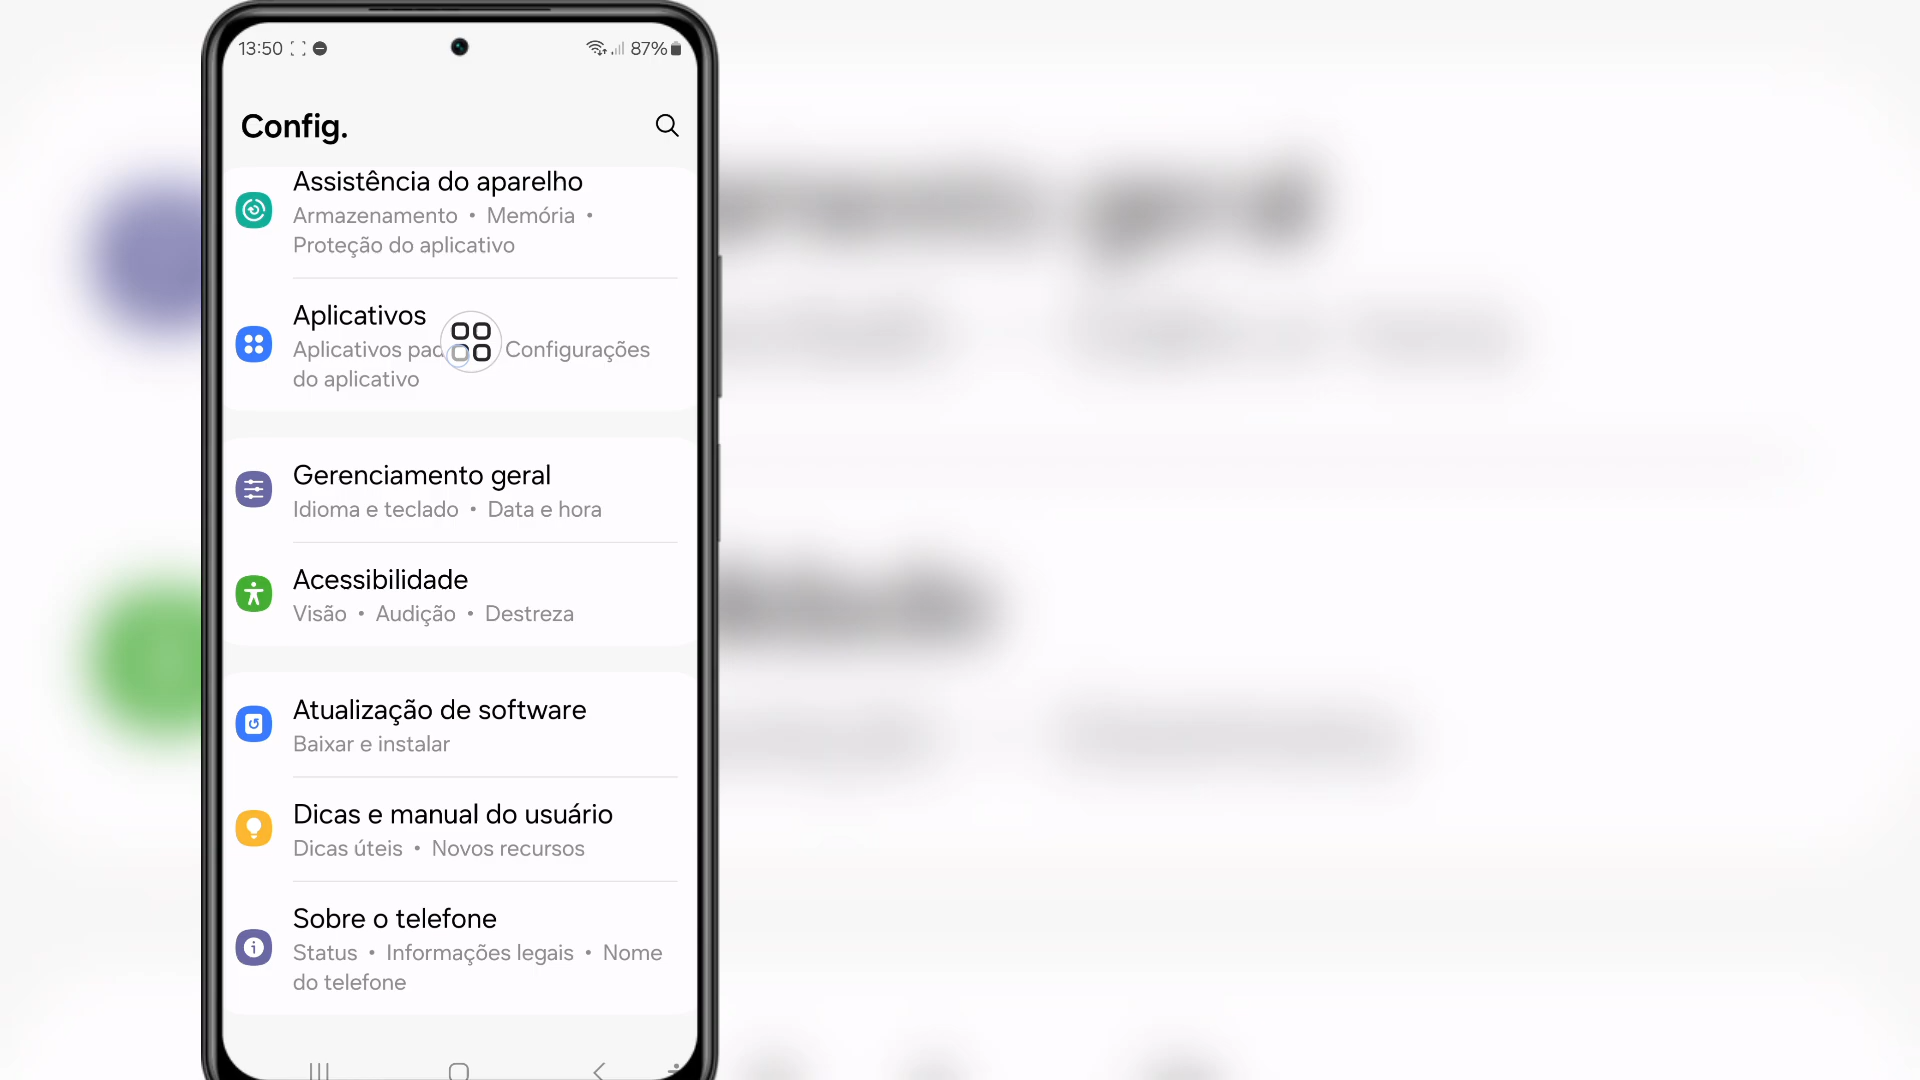 13:50 87%
Config.
Assistência do aparelho
Armazenamento • Memória •
Proteção do aplicativo
Aplicativos
Aplicativos Configurações
do aplicativo
Gerenciamento geral
Idioma e teclado • Data e hora
Acessibilidade
Visão • Audição • Destreza
Atualização de software
Baixar e instalar
Dicas e manual do usuário
Dicas úteis • Novos recursos
Sobre o telefone
Status • Informações legais • Nome
do telefone